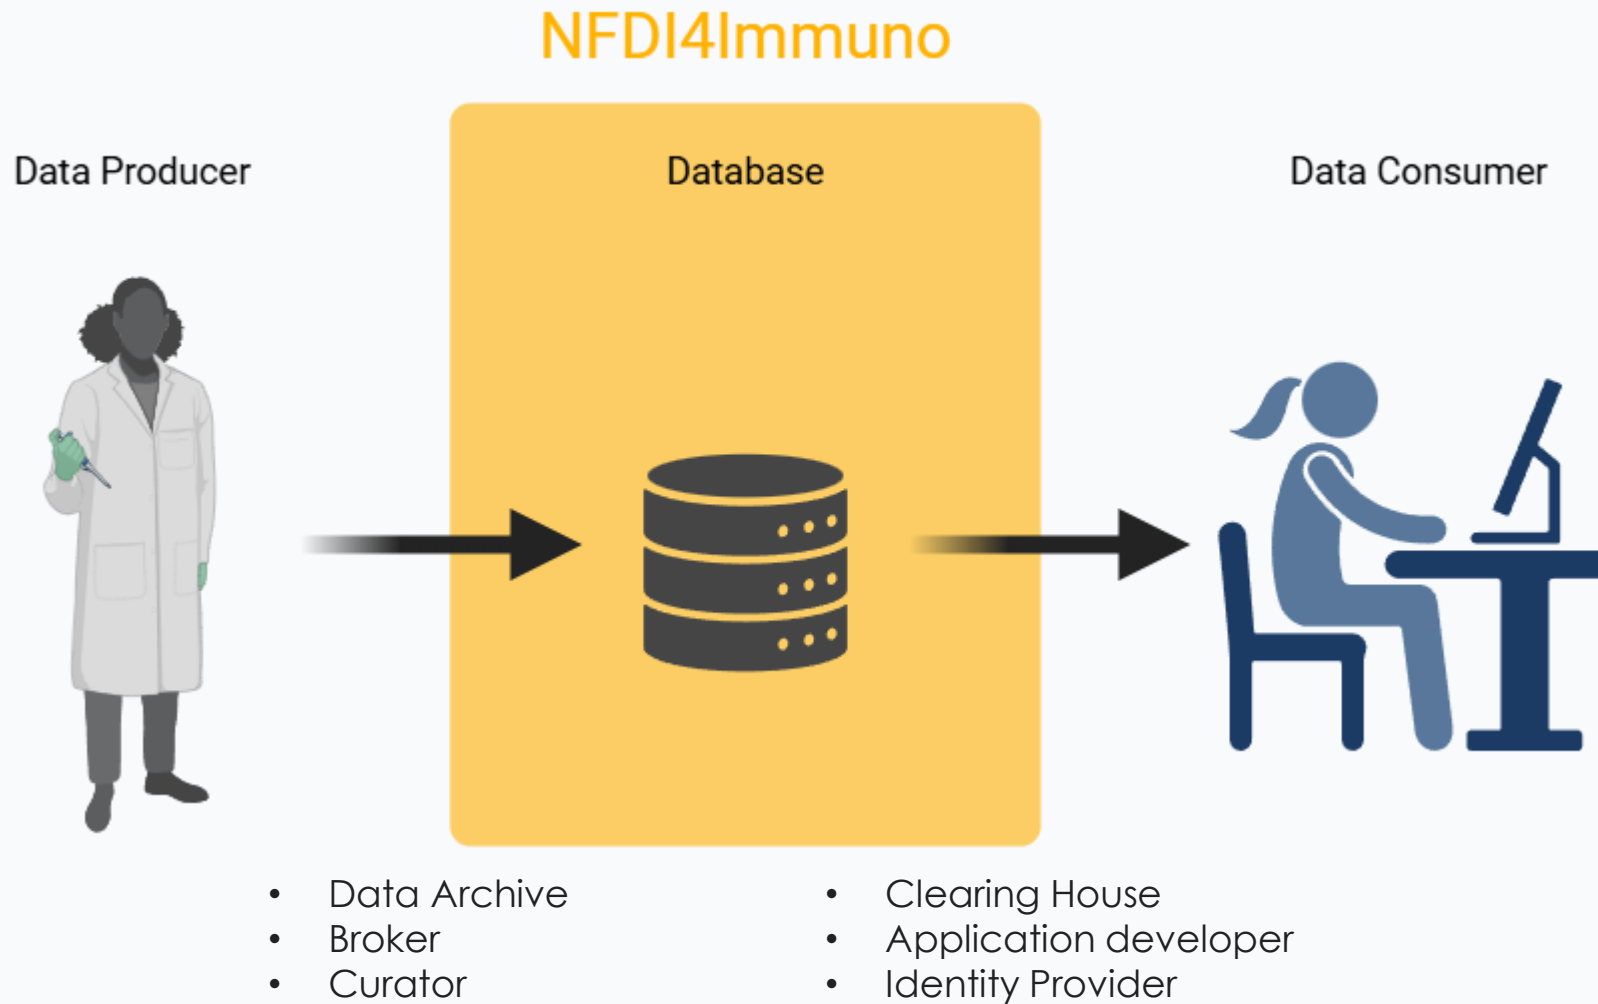 NFDI4Immuno
Data Producer
Database
Data Consumer
• Data Archive
• Broker
• Curator
• Clearing House
• Application developer
• Identity Provider